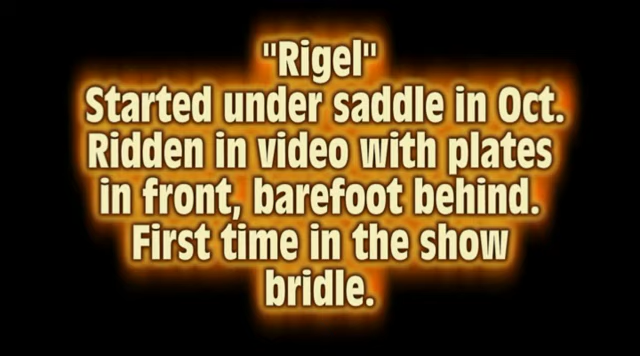 "Rigel"
Started under saddle in Oct.
Ridden in video with plates
in front, barefoot behind.
First time in the show
bridle.